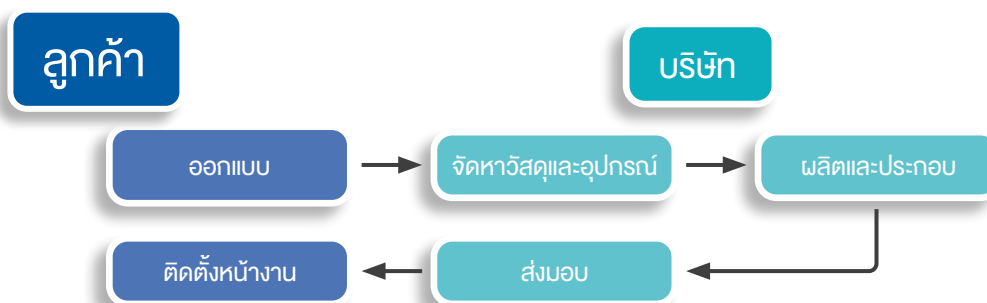 ลูกค้า
บริษัท
ออกแบบ
จัดหาวัสดุและอุปกรณ์
ผลิตและประกอบ
ติดตั้งหน้างาน
ส่งมอบ